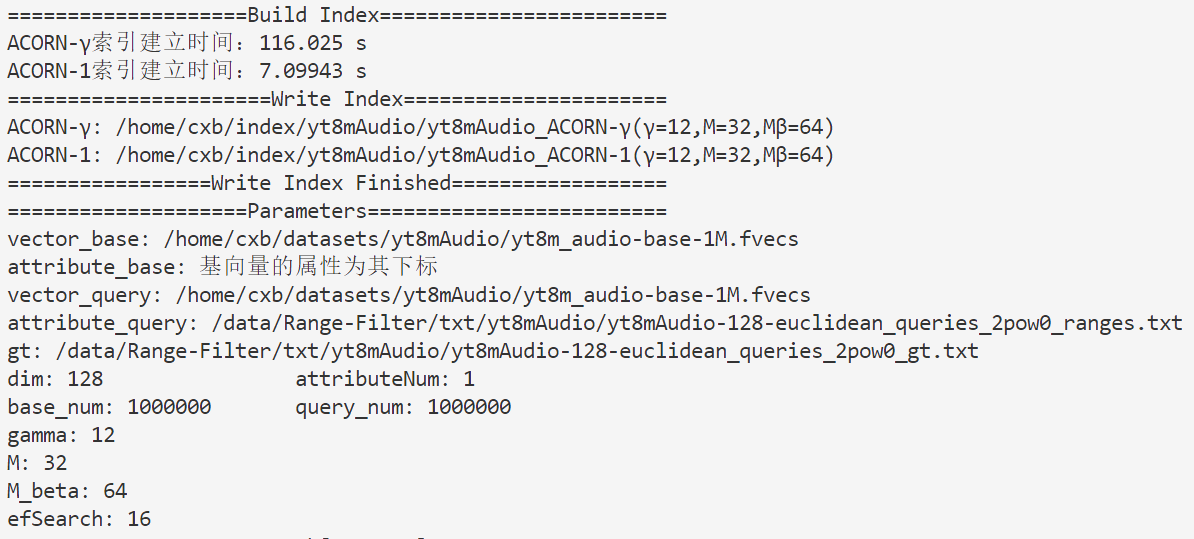 ====================Build Index========================
ACORN-γ索引建立时间：116.025 s
ACORN-1索引建立时间：7.09943 s
======================Write Index======================
ACORN-γ: /home/cxb/index/yt8mAudio/yt8mAudio_ACORN-γ(γ=12,M=32,Mβ=64)
ACORN-1: /home/cxb/index/yt8mAudio/yt8mAudio_ACORN-1(γ=12,M=32,Mβ=64)
=================Write Index Finished==================
====================Parameters=========================
vector_base: /home/cxb/datasets/yt8mAudio/yt8m_audio-base-1M.fvecs
attribute_base: 基向量的属性为其下标
vector_query: /home/cxb/datasets/yt8mAudio/yt8m_audio-base-1M.fvecs
attribute_query: /data/Range-Filter/txt/yt8mAudio/yt8mAudio-128-euclidean_queries_2pow0_ranges.txt
gt: /data/Range-Filter/txt/yt8mAudio/yt8mAudio-128-euclidean_queries_2pow0_gt.txt
dim: 128                attributeNum: 1
base_num: 1000000       query_num: 1000000
gamma: 12
M: 32
M_beta: 64
efSearch: 16